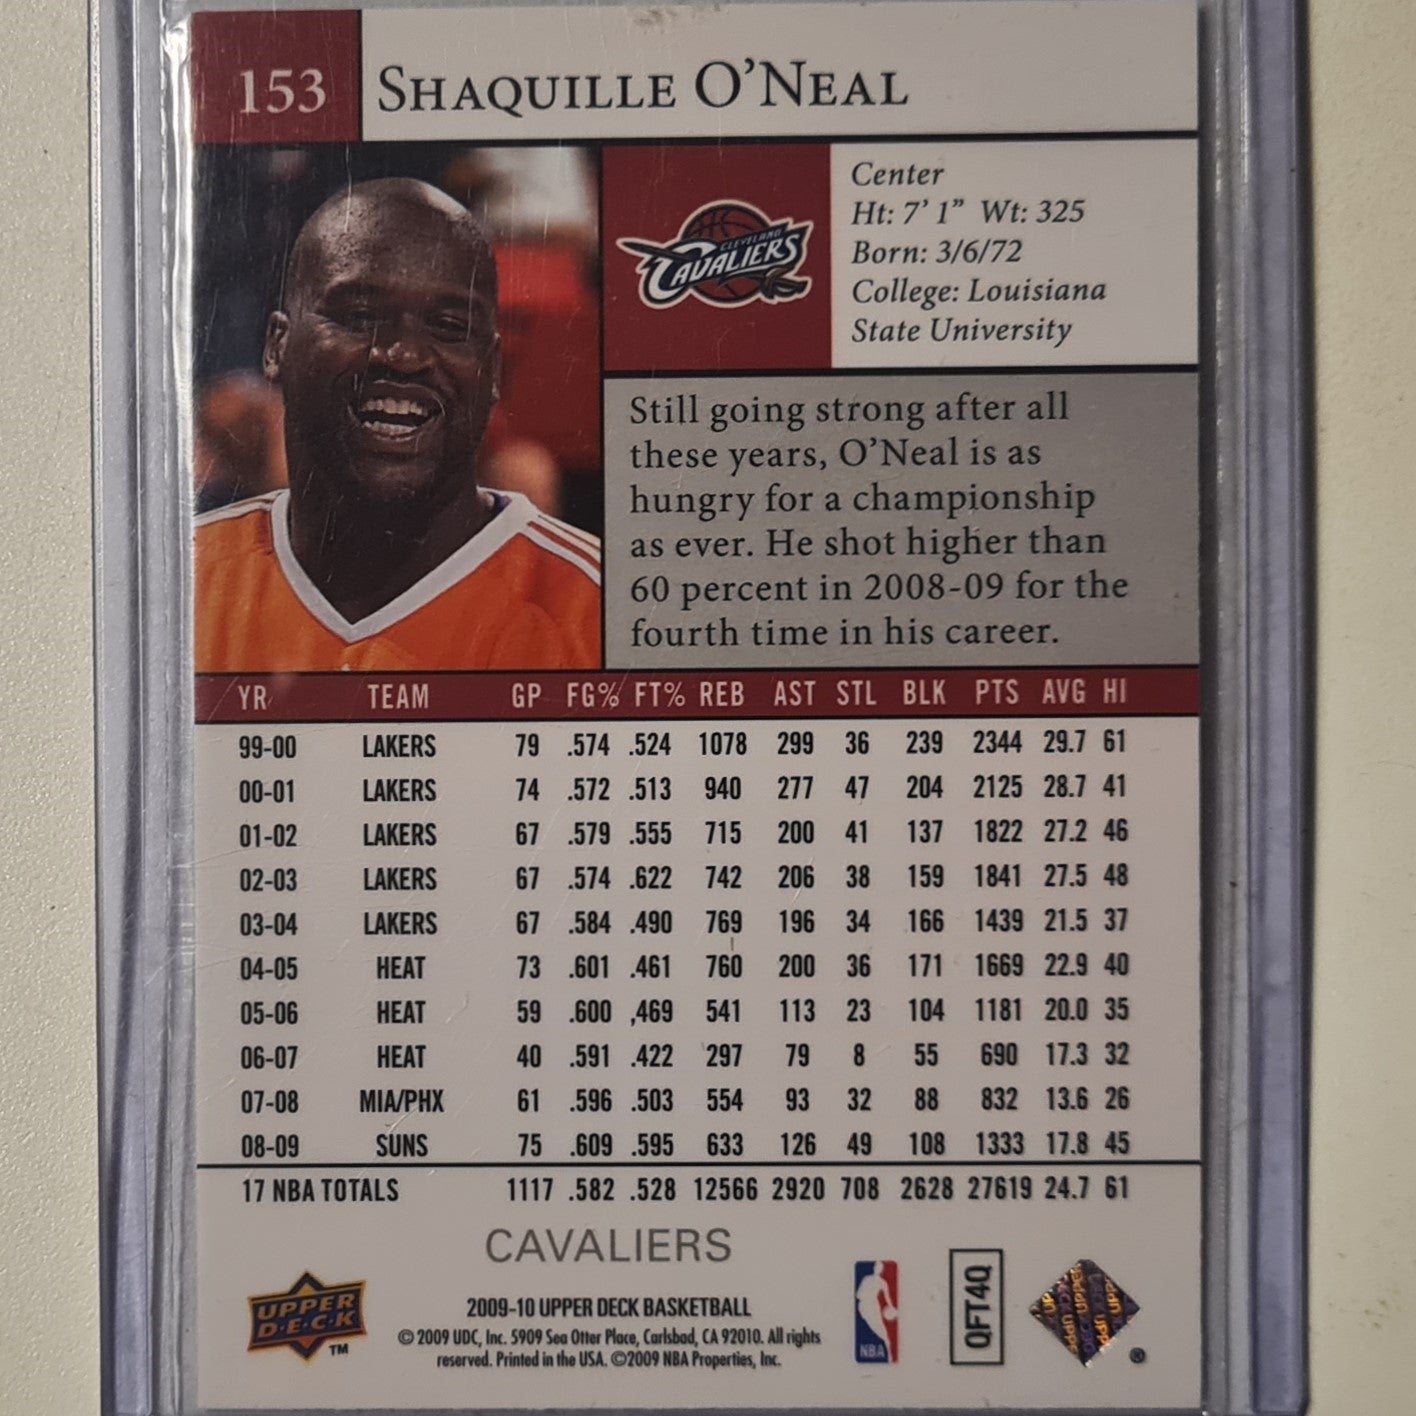 153 SHAQUILLE O'NEAL
CLEVELAND
CAVALIERS
Center
Ht: 7' 1" Wt: 325
Born: 3/6/72
College: Louisiana
State University
Still going strong after all
these years, O'Neal is as
hungry for a championship
as ever. He shot higher than
60 percent in 2008-09 for the
fourth time in his career.
YR TEAM GP FG% FT% REB AST STL BLK PTS AVG HI
99-00 LAKERS 79 .574 .524 1078 299 36 239 2344 29.7 61
00-01 LAKERS 74 .572 .513 940 277 47 204 2125 28.7 41
01-02 LAKERS 67 .579 .555 715 200 41 137 1822 27.2 46
02-03 LAKERS 67 .574 .622 742 206 38 159 1841 27.5 48
03-04 LAKERS 67 .584 .490 769 196 34 166 1439 21.5 37
04-05 HEAT 73 .601 .461 760 200 36 171 1669 22.9 40
05-06 HEAT 59 .600 ,469 541 113 23 104 1181 20.0 35
06-07 HEAT 40 .591 .422 297 79 8 55 690 17.3 32
07-08 MIA/PHX 61 .596 .503 554 93 32 88 832 13.6 26
08-09 SUNS 75 .609 .595 633 126 49 108 1333 17.8 45
17 NBA TOTALS 1117 .582 .528 12566 2920 708 2628 27619 24.7 61
CAVALIERS
UPPER
D·E·C·K
™
2009-10 UPPER DECK BASKETBALL
© 2009 UDC, Inc. 5909 Sea Otter Place, Carlsbad, CA 92010. All rights
reserved. Printed in the USA. ©2009 NBA Properties, Inc.
NBA
QFT4Q
®